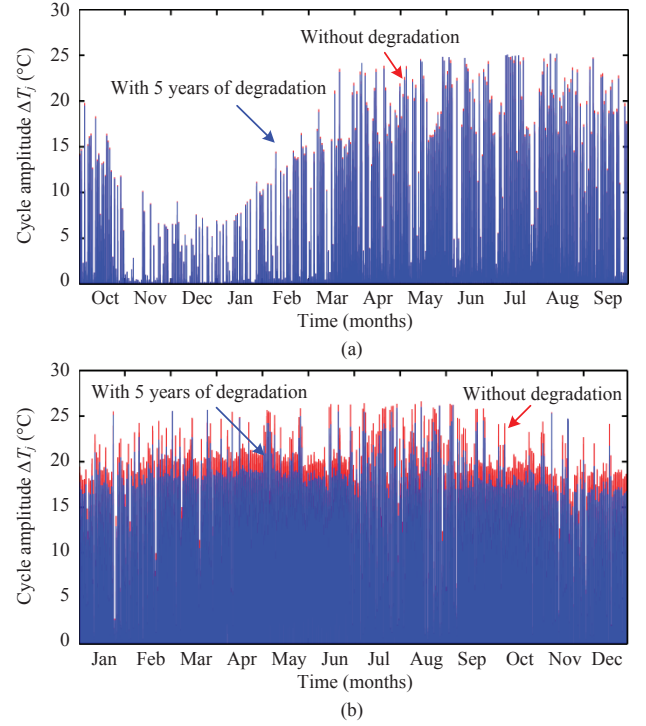 30
25
20
15
10
5
0
Cycle amplitude ΔTj (°C)
Without degradation
With 5 years of degradation
Oct Nov Dec Jan Feb Mar Apr May Jun Jul Aug Sep
Time (months)
(a)
30
25
20
15
10
5
0
Cycle amplitude ΔTj (°C)
With 5 years of degradation
Without degradation
Jan Feb Mar Apr May Jun Jul Aug Sep Oct Nov Dec
Time (months)
(b)